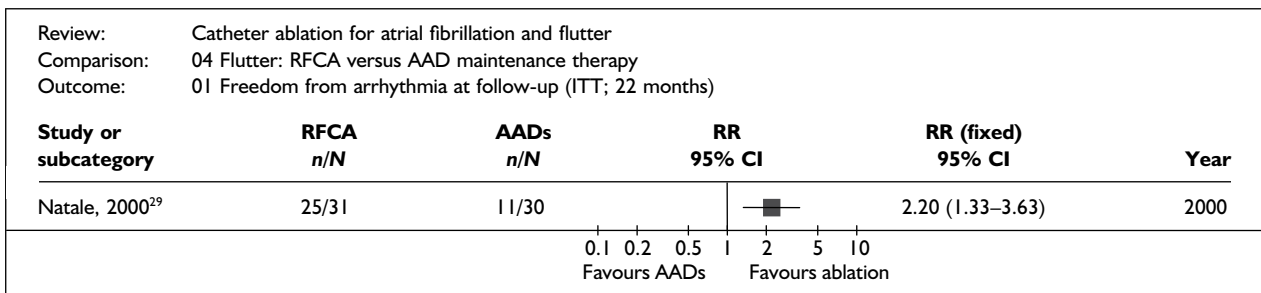 Review: Catheter ablation for atrial fibrillation and flutter
Comparison: 04 Flutter: RFCA versus AAD maintenance therapy
Outcome: 01 Freedom from arrhythmia at follow-up (ITT; 22 months)
Study or RFCA AADs RR RR (fixed)
subcategory n/N n/N 95% CI 95% CI Year
Natale, 2000²⁹ 25/31 11/30 2.20 (1.33–3.63) 2000
0.1 0.2 0.5 1 2 5 10
Favours AADs Favours ablation